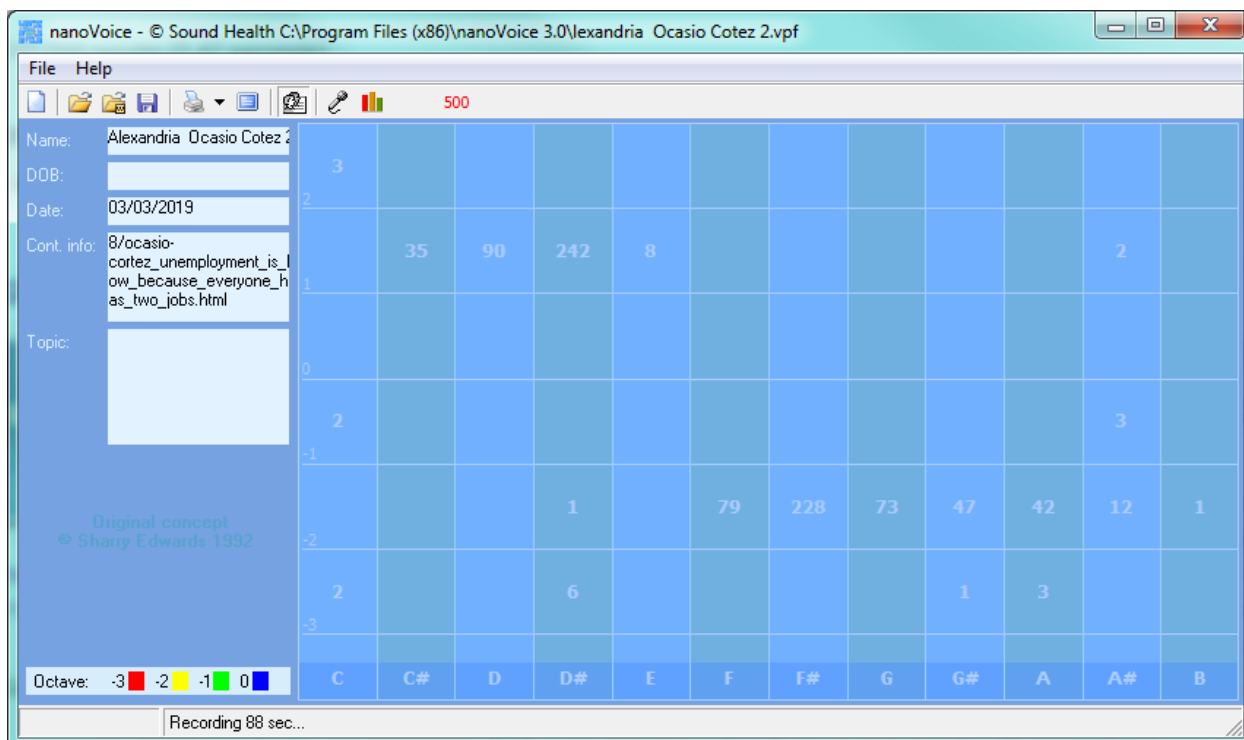 nanoVoice - © Sound Health C:\Program Files (x86)\nanoVoice 3.0\lexandria  Ocasio Cotez 2.vpf
File Help
500
Name: Alexandria Ocasio Cotez 2
DOB:
Date: 03/03/2019
Cont. info: 8/ocasio-
cortez_unemployment_is_l
ow_because_everyone_h
as_two_jobs.html
Topic:
Original concept
© Sharry Edwards 1992
3
2
35 90 242 8 2
1
0
2 3
-1
1 79 228 73 47 42 12 1
-2
2 6 1 3
-3
C C# D D# E F F# G G# A A# B
Octave: -3 -2 -1 0
Recording 88 sec...